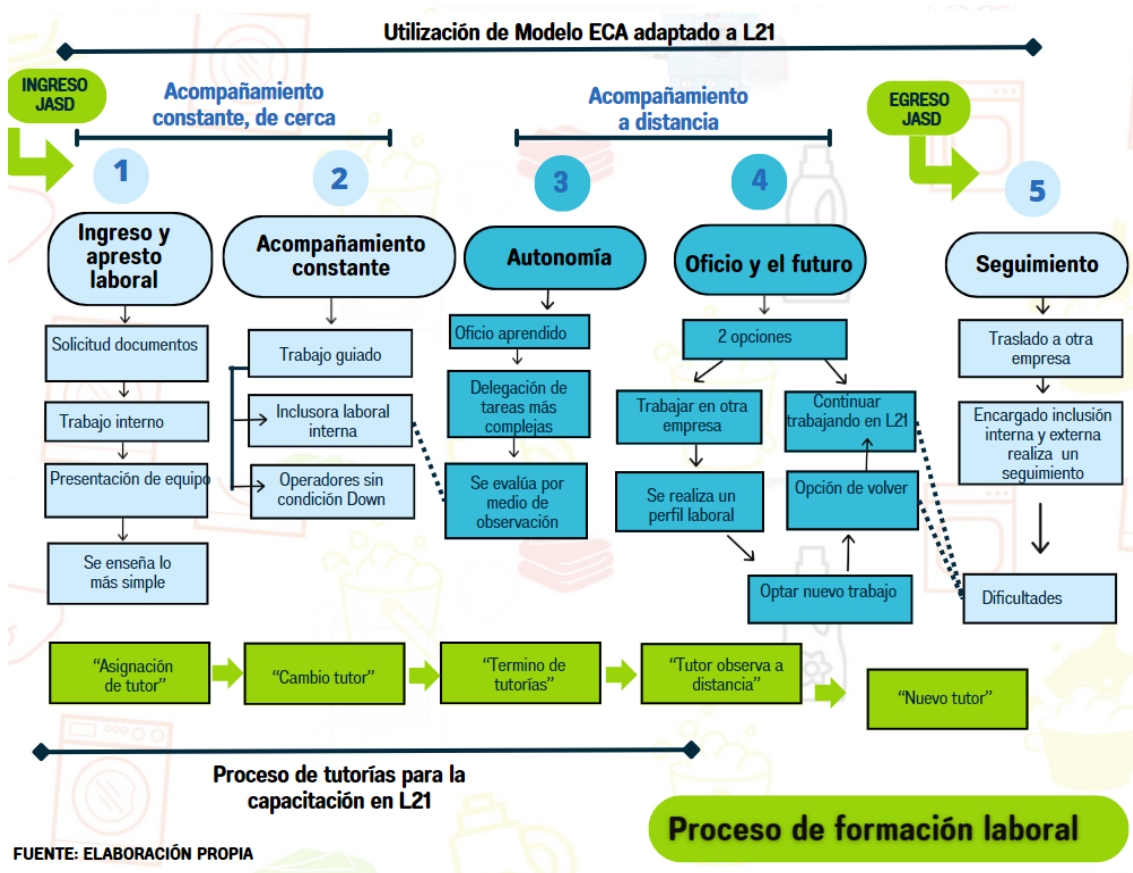 Utilización de Modelo ECA adaptado a L21
INGRESO
JASD
Acompañamiento
constante, de cerca
Acompañamiento
a distancia
EGRESO
JASD
1
2
3
4
5
Ingreso y
apresto
laboral
Acompañamiento
constante
Autonomía
Oficio y el futuro
Seguimiento
Solicitud documentos
Trabajo interno
Presentación de equipo
Se enseña lo
más simple
Trabajo guiado
Inclusora laboral
interna
Operadores sin
condición Down
Oficio aprendido
Delegación de
tareas más
complejas
Se evalúa por
medio de
observación
2 opciones
Trabajar en otra
empresa
Se realiza un
perfil laboral
Optar nuevo trabajo
Continuar
trabajando en L21
Opción de volver
Traslado a otra
empresa
Encargado inclusión
interna y externa
realiza un
seguimiento
Dificultades
“Asignación
de tutor”
“Cambio tutor”
“Termino de
tutorías”
“Tutor observa a
distancia”
“Nuevo tutor”
Proceso de tutorías para la
capacitación en L21
Proceso de formación laboral
FUENTE: ELABORACIÓN PROPIA